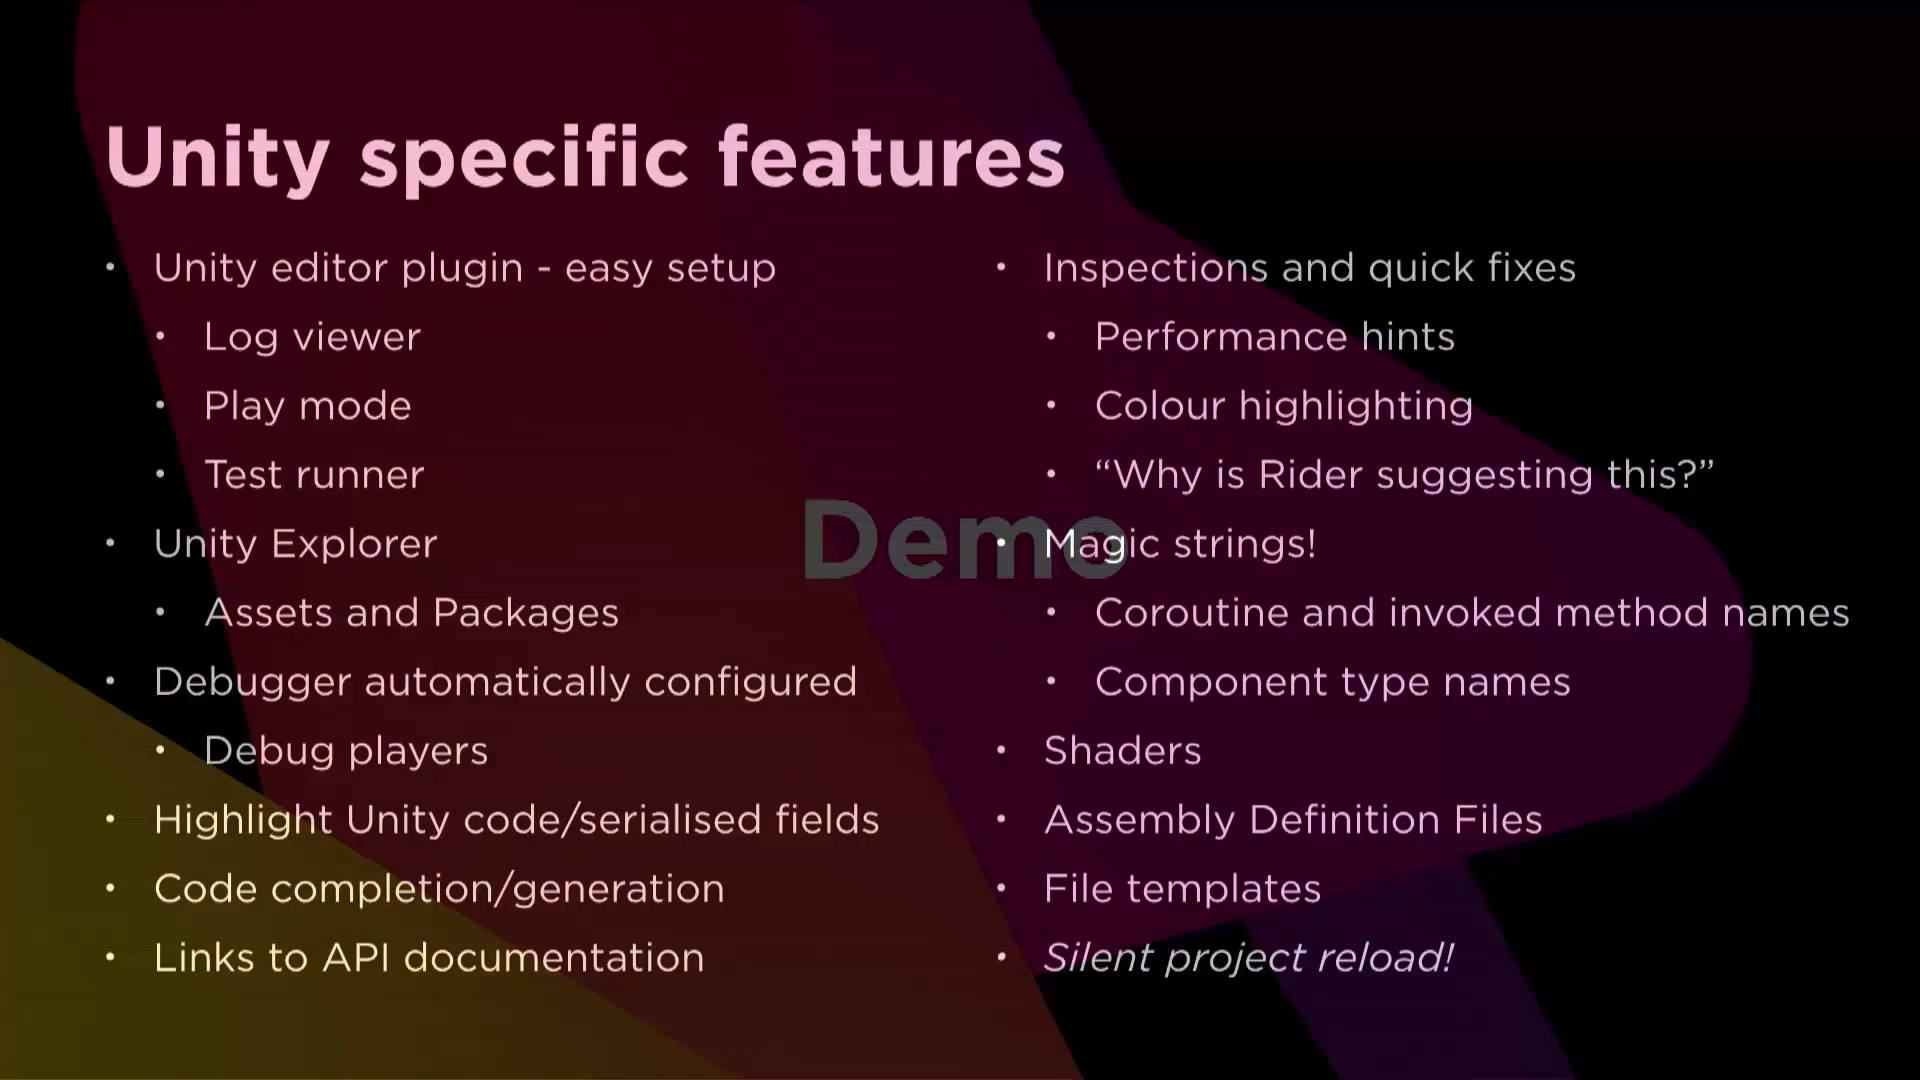 Unity specific features
• Unity editor plugin - easy setup
• Log viewer
• Play mode
• Test runner
• Unity Explorer
• Assets and Packages
• Debugger automatically configured
• Debug players
• Highlight Unity code/serialised fields
• Code completion/generation
• Links to API documentation
• Inspections and quick fixes
• Performance hints
• Colour highlighting
• “Why is Rider suggesting this?”
• Magic strings!
• Coroutine and invoked method names
• Component type names
• Shaders
• Assembly Definition Files
• File templates
• Silent project reload!
Demo